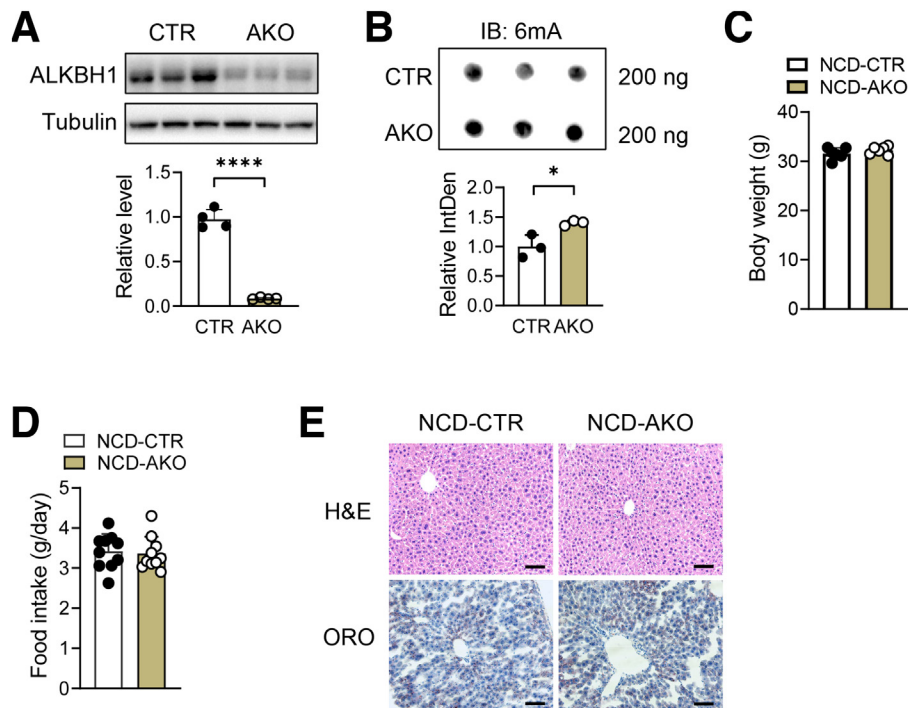 A
CTR AKO
ALKBH1
Tubulin
****
Relative level
1.5
1.0
0.5
0.0
CTR AKO
B
IB: 6mA
CTR 200 ng
AKO 200 ng
*
Relative IntDen
2.0
1.5
1.0
0.5
0.0
CTR AKO
C
NCD-CTR
NCD-AKO
Body weight (g)
40
30
20
10
0
D
NCD-CTR
NCD-AKO
Food intake (g/day)
5
4
3
2
1
0
E
NCD-CTR NCD-AKO
H&E
ORO